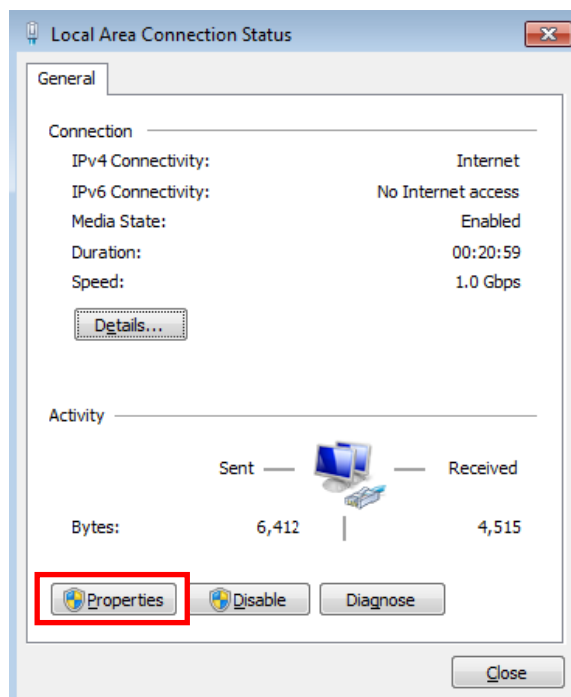 Local Area Connection Status
General
Connection
IPv4 Connectivity: Internet
IPv6 Connectivity: No Internet access
Media State: Enabled
Duration: 00:20:59
Speed: 1.0 Gbps
Details...
Activity
Sent Received
Bytes: 6,412 4,515
Properties Disable Diagnose
Close